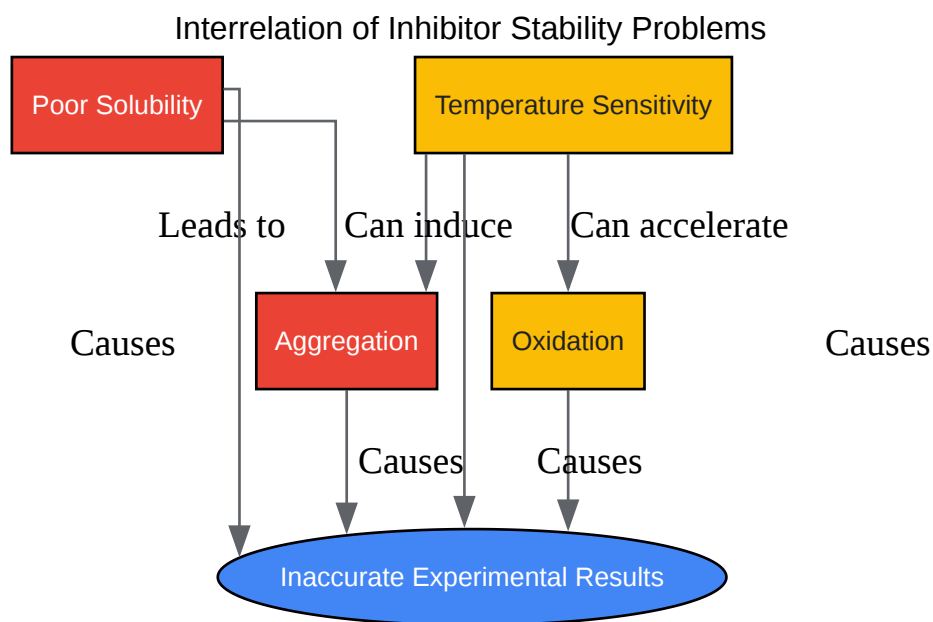 Interrelation of Inhibitor Stability Problems
Poor Solubility
Temperature Sensitivity
Leads to
Can induce
Can accelerate
Causes
Aggregation
Oxidation
Causes
Causes
Causes
Inaccurate Experimental Results